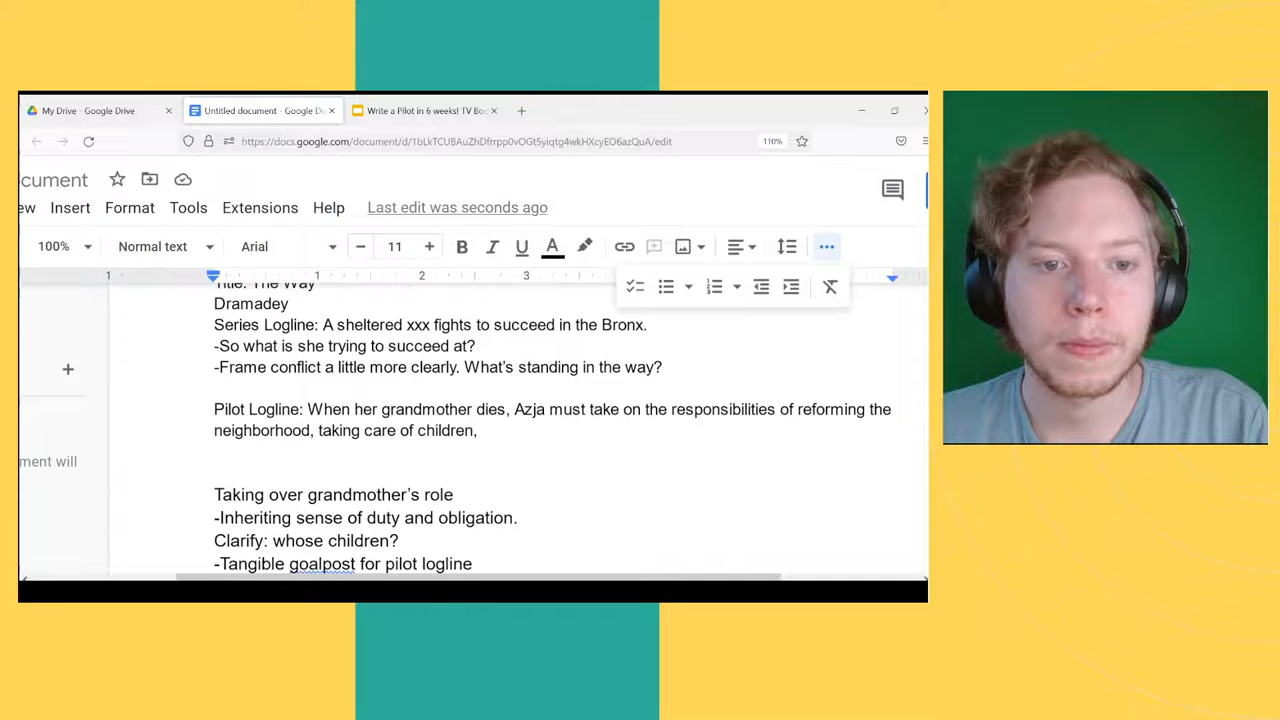 My Drive - Google Drive
Untitled document - Google Do
Write a Pilot in 6 weeks! TV Bo
https://docs.google.com/document/d/1bLkTCUBAuZhDfrrpp0vOGt5yiqtg4wkHXcyEO6azQuA/edit
110%
ocument
ew Insert Format Tools Extensions Help Last edit was seconds ago
100% Normal text Arial 11
1 1 2 3
Title: The Way
Dramadey
Series Logline: A sheltered xxx fights to succeed in the Bronx.
-So what is she trying to succeed at?
-Frame conflict a little more clearly. What's standing in the way?
Pilot Logline: When her grandmother dies, Azja must take on the responsibilities of reforming the
neighborhood, taking care of children,
ment will
Taking over grandmother's role
-Inheriting sense of duty and obligation.
Clarify: whose children?
-Tangible goalpost for pilot logline